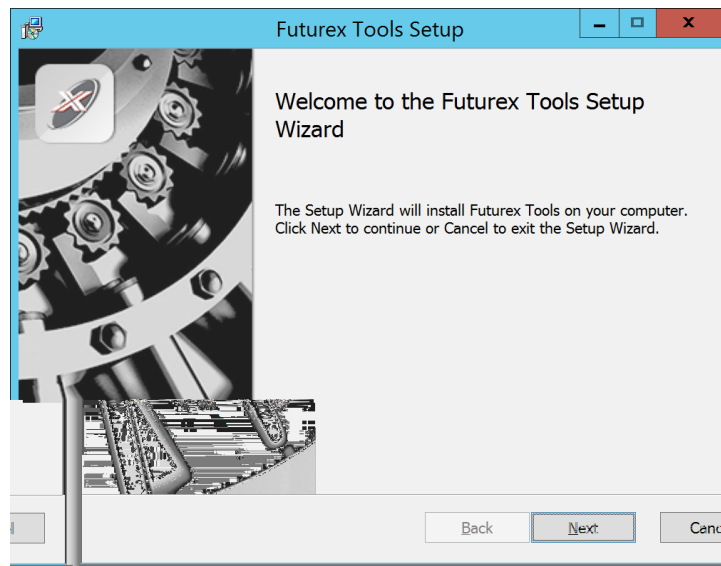 Futurex Tools Setup
Welcome to the Futurex Tools Setup
Wizard
The Setup Wizard will install Futurex Tools on your computer.
Click Next to continue or Cancel to exit the Setup Wizard.
Back
Next
Canc